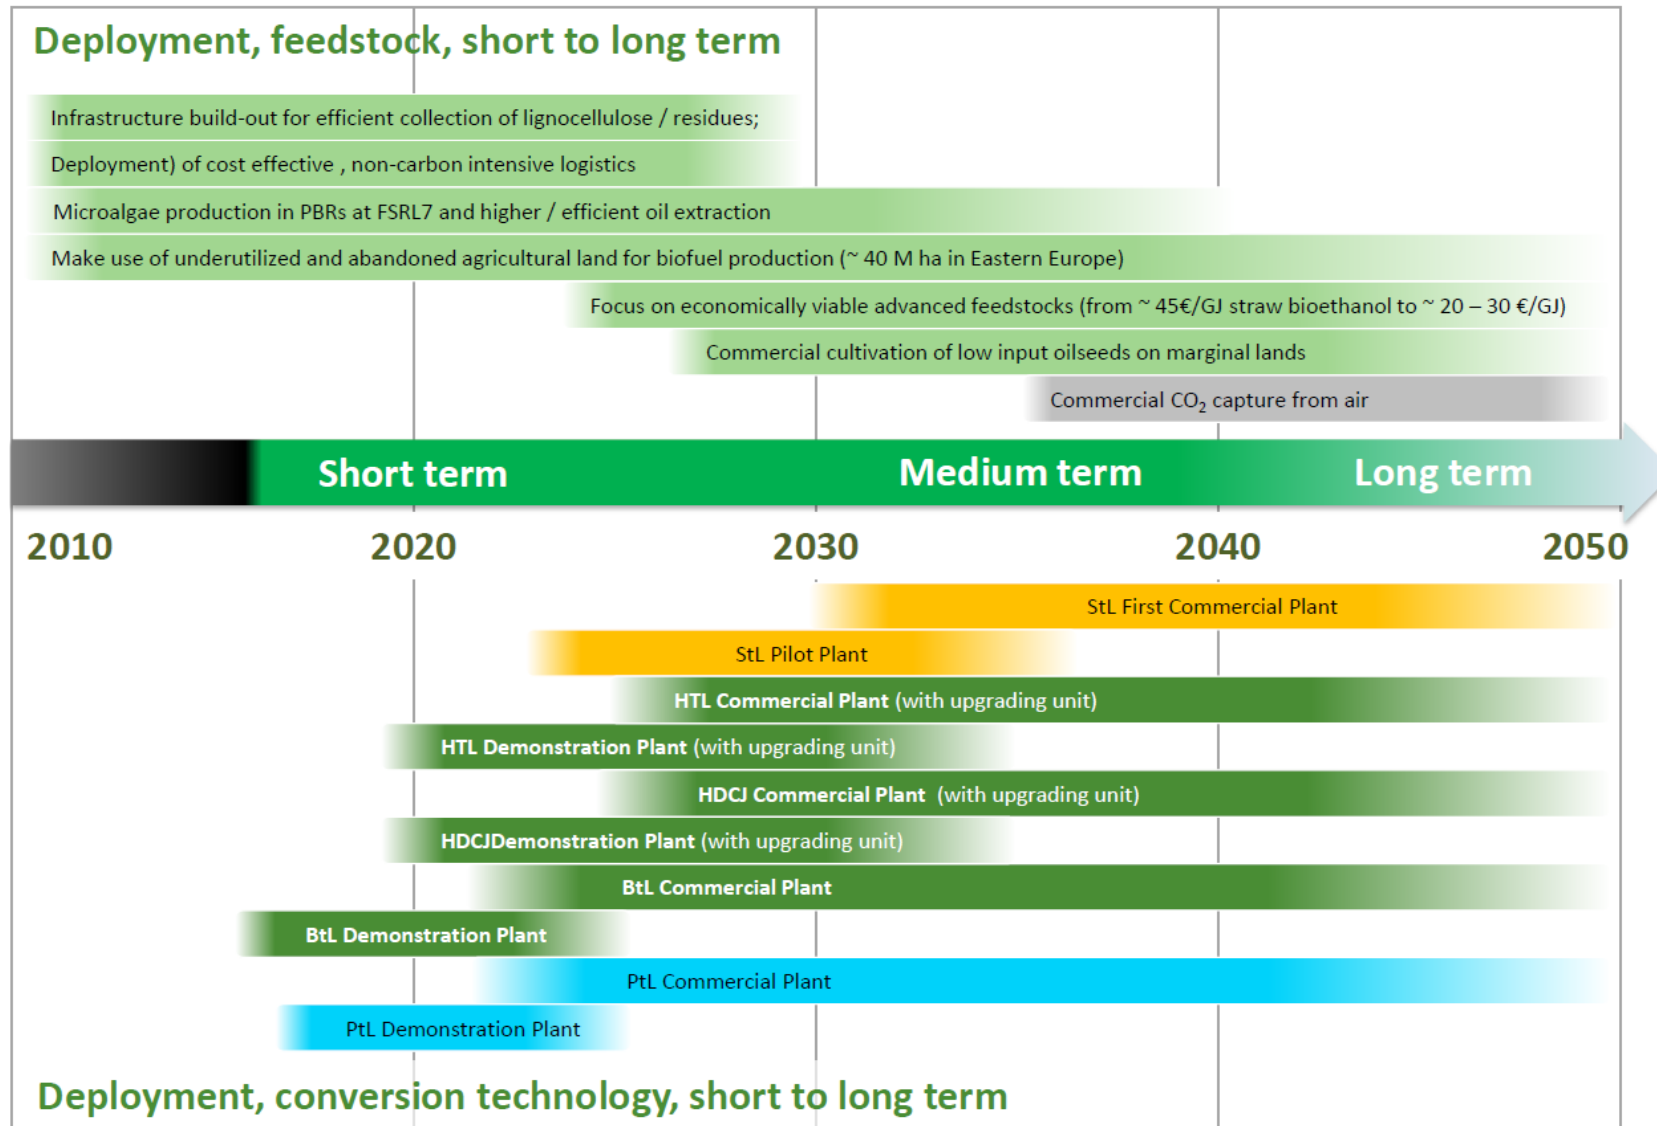 Deployment, feedstock, short to long term
Infrastructure build-out for efficient collection of lignocellulose / residues;
Deployment) of cost effective , non-carbon intensive logistics
Microalgae production in PBRs at FSRL7 and higher / efficient oil extraction
Make use of underutilized and abandoned agricultural land for biofuel production (~ 40 M ha in Eastern Europe)
Focus on economically viable advanced feedstocks (from ~ 45€/GJ straw bioethanol to ~ 20 – 30 €/GJ)
Commercial cultivation of low input oilseeds on marginal lands
Commercial CO₂ capture from air
Short term Medium term Long term
2010 2020 2030 2040 2050
StL First Commercial Plant
StL Pilot Plant
HTL Commercial Plant (with upgrading unit)
HTL Demonstration Plant (with upgrading unit)
HDCJ Commercial Plant (with upgrading unit)
HDCJDemonstration Plant (with upgrading unit)
BtL Commercial Plant
BtL Demonstration Plant
PtL Commercial Plant
PtL Demonstration Plant
Deployment, conversion technology, short to long term